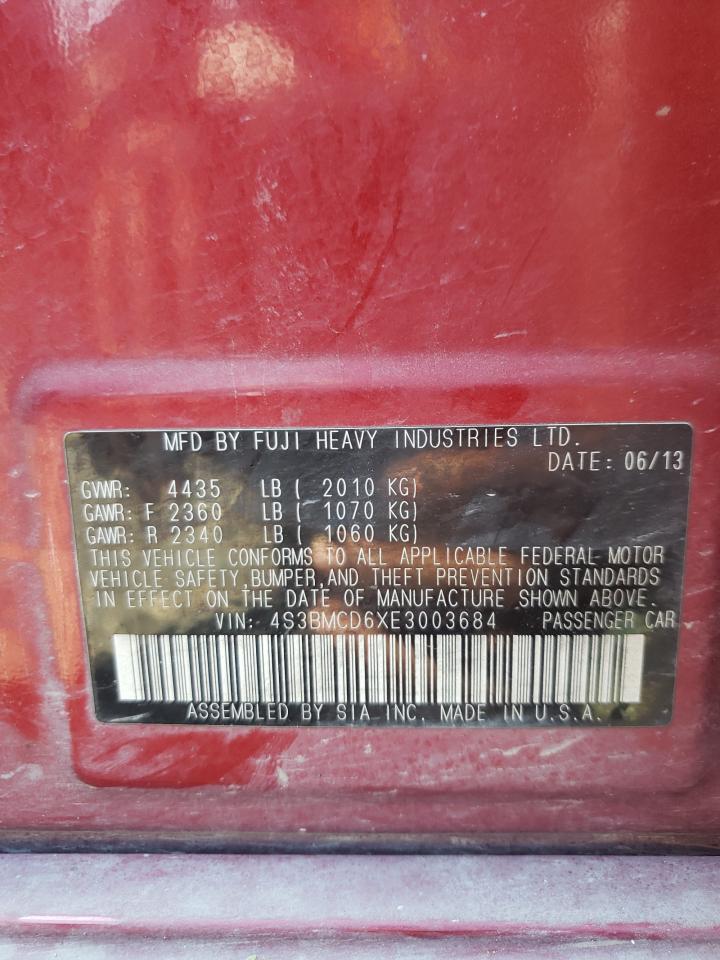 MFD BY FUJI HEAVY INDUSTRIES LTD.
DATE: 06/13
GVWR: 4435 LB ( 2010 KG)
GAWR: F 2360 LB ( 1070 KG)
GAWR: R 2340 LB ( 1060 KG)
THIS VEHICLE CONFORMS TO ALL APPLICABLE FEDERAL MOTOR
VEHICLE SAFETY,BUMPER,AND THEFT PREVENTION STANDARDS
IN EFFECT ON THE DATE OF MANUFACTURE SHOWN ABOVE.
VIN: 4S3BMCD6XE3003684 PASSENGER CAR
ASSEMBLED BY SIA INC. MADE IN U.S.A.